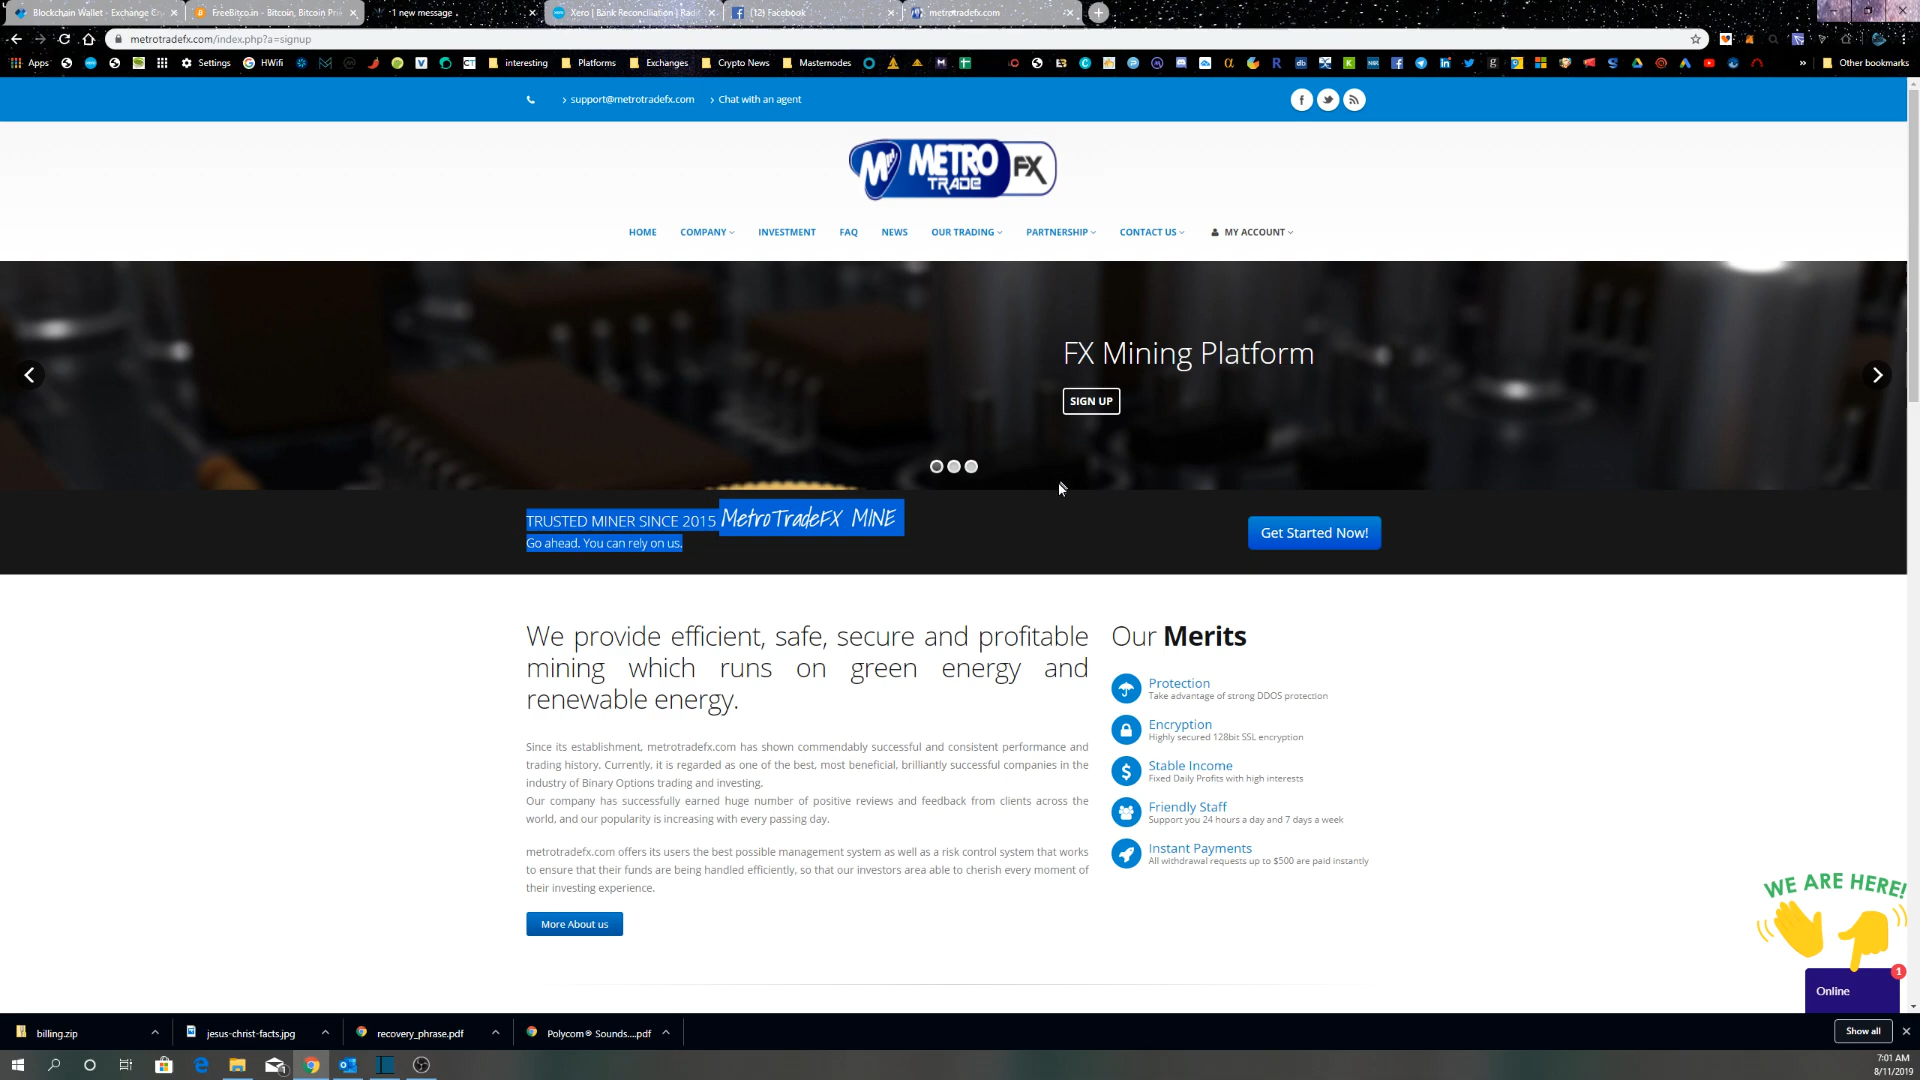 Blockchain Wallet - Exchange Cr
FreeBitco.in - Bitcoin, Bitcoin Pri
1 new message
Xero | Bank Reconciliation | Radi
(12) Facebook
metrotradefx.com
metrotradefx.com/index.php?a=signup
Apps
Settings
HWifi
interesting
Platforms
Exchanges
Crypto News
Masternodes
Other bookmarks
support@metrotradefx.com
Chat with an agent
METRO TRADE FX
HOME
COMPANY
INVESTMENT
FAQ
NEWS
OUR TRADING
PARTNERSHIP
CONTACT US
MY ACCOUNT
FX Mining Platform
SIGN UP
TRUSTED MINER SINCE 2015 MetroTradeFX MINE
Go ahead. You can rely on us.
Get Started Now!
We provide efficient, safe, secure and profitable
mining which runs on green energy and
renewable energy.
Since its establishment, metrotradefx.com has shown commendably successful and consistent performance and
trading history. Currently, it is regarded as one of the best, most beneficial, brilliantly successful companies in the
industry of Binary Options trading and investing.
Our company has successfully earned huge number of positive reviews and feedback from clients across the
world, and our popularity is increasing with every passing day.
metrotradefx.com offers its users the best possible management system as well as a risk control system that works
to ensure that their funds are being handled efficiently, so that our investors area able to cherish every moment of
their investing experience.
More About us
Our Merits
Protection
Take advantage of strong DDOS protection
Encryption
Highly secured 128bit SSL encryption
Stable Income
Fixed Daily Profits with high interests
Friendly Staff
Support you 24 hours a day and 7 days a week
Instant Payments
All withdrawal requests up to $500 are paid instantly
WE ARE HERE!
1
Online
billing.zip
jesus-christ-facts.jpg
recovery_phrase.pdf
Polycom® Sounds....pdf
Show all
7:01 AM
8/11/2019